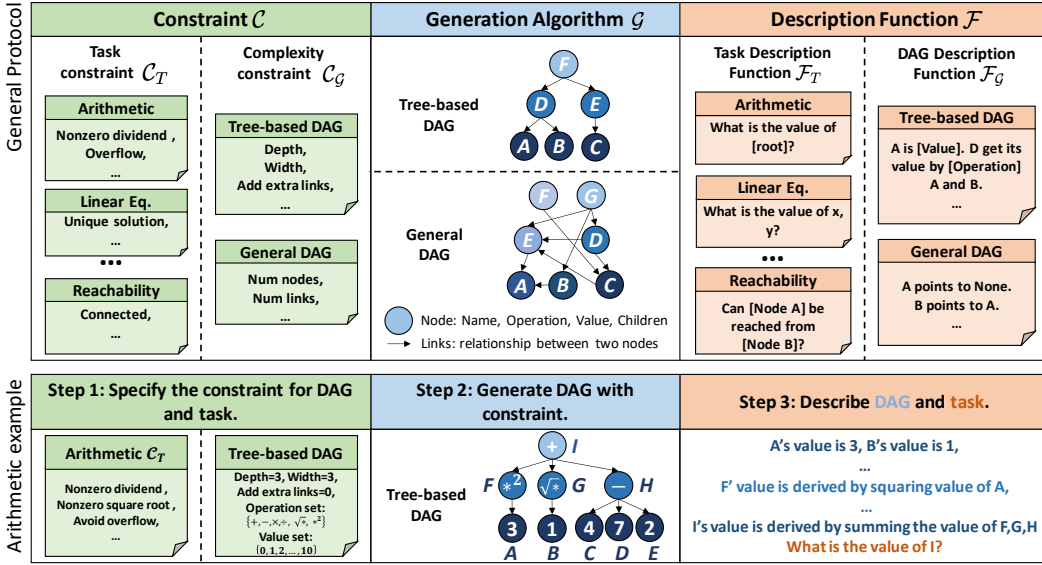 General Protocol
Constraint C
Generation Algorithm G
Description Function F
Task
constraint C_T
Complexity
constraint C_G
Arithmetic
Nonzero dividend ,
Overflow,
...
Linear Eq.
Unique solution,
...
...
Reachability
Connected,
...
Tree-based DAG
Depth,
Width,
Add extra links,
...
General DAG
Num nodes,
Num links,
...
Tree-based
DAG
F
D E
A B C
General
DAG
F G
E D
A B C
Node: Name, Operation, Value, Children
Links: relationship between two nodes
Task Description
Function F_T
DAG Description
Function F_G
Arithmetic
What is the value of
[root]?
Linear Eq.
What is the value of x,
y?
...
Reachability
Can [Node A] be
reached from
[Node B]?
Tree-based DAG
A is [Value]. D get its
value by [Operation]
A and B.
...
General DAG
A points to None.
B points to A.
...
Arithmetic example
Step 1: Specify the constraint for DAG
and task.
Step 2: Generate DAG with
constraint.
Step 3: Describe DAG and task.
Arithmetic C_T
Nonzero dividend ,
Nonzero square root ,
Avoid overflow,
...
Tree-based DAG
Depth=3, Width=3,
Add extra links=0,
Operation set:
{+,−,×,÷, √*, *²}
Value set:
{0,1,2,...,10}
Tree-based
DAG
+ I
F *² √* G − H
3 1 4 7 2
A B C D E
A's value is 3, B's value is 1,
...
F' value is derived by squaring value of A,
...
I's value is derived by summing the value of F,G,H
What is the value of I?